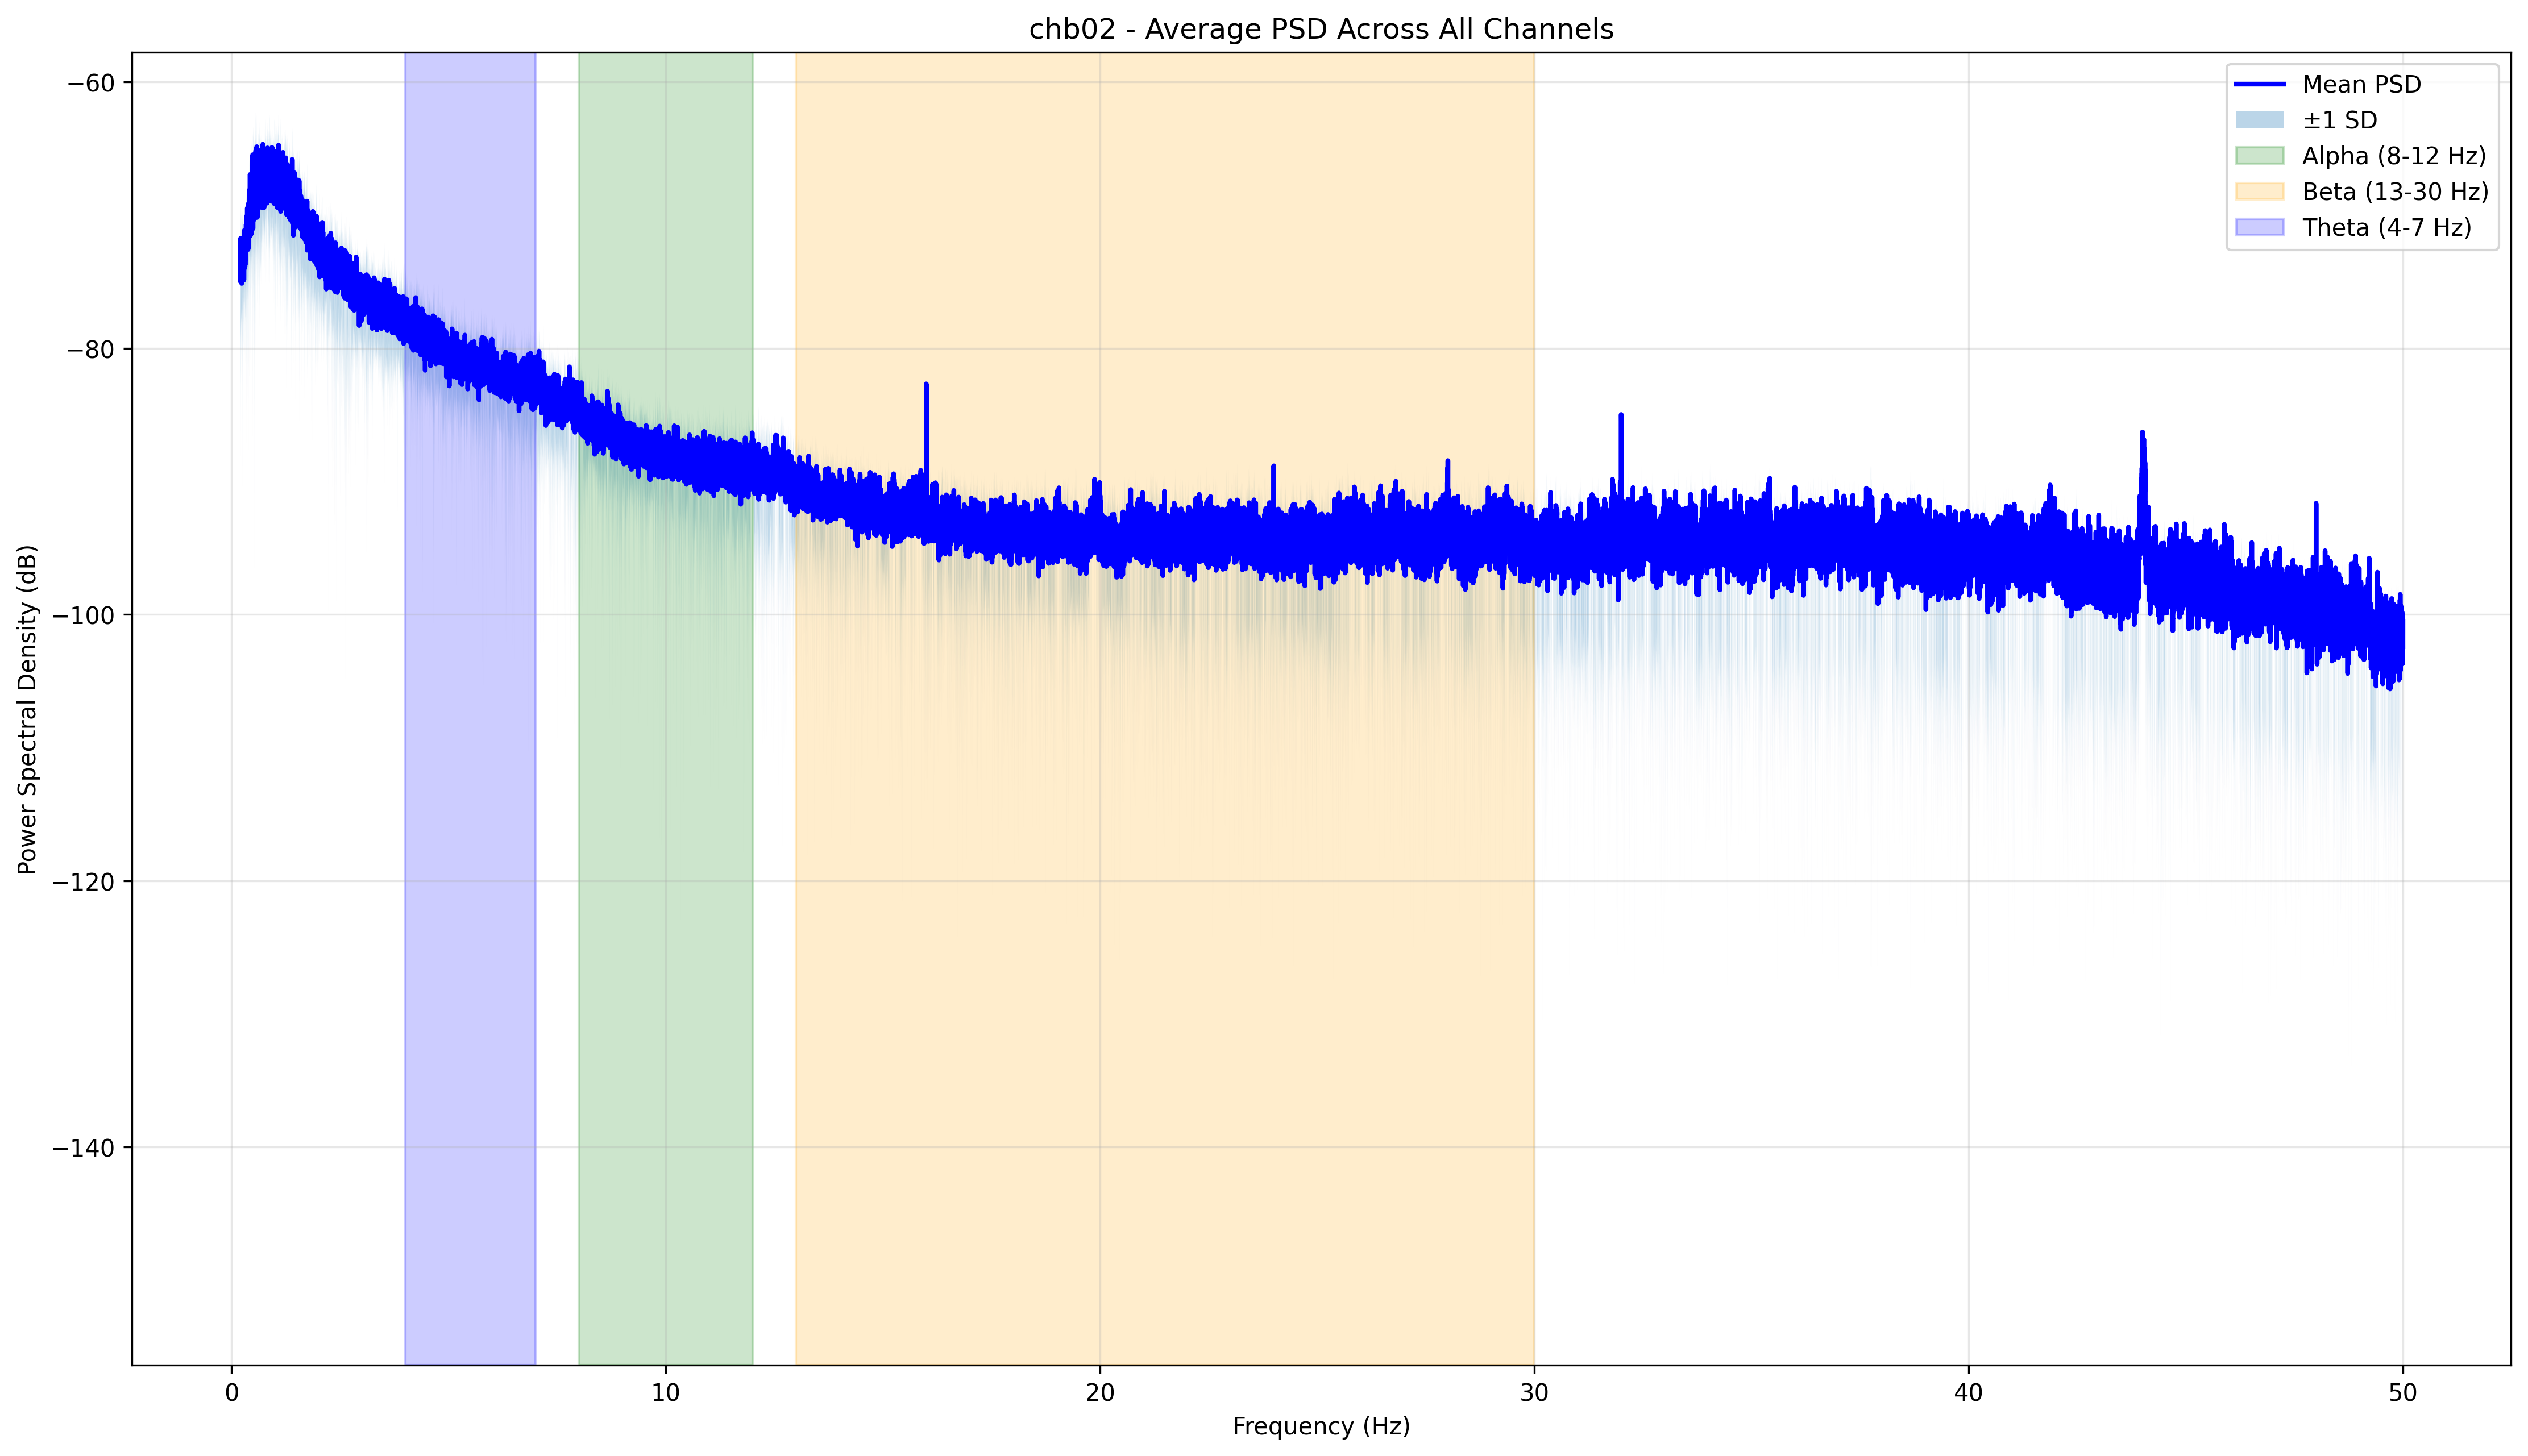 chb02 - Average PSD Across All Channels
Power Spectral Density (dB)
−60
−80
−100
−120
−140
Mean PSD
±1 SD
Alpha (8-12 Hz)
Beta (13-30 Hz)
Theta (4-7 Hz)
0
10
20
30
40
50
Frequency (Hz)